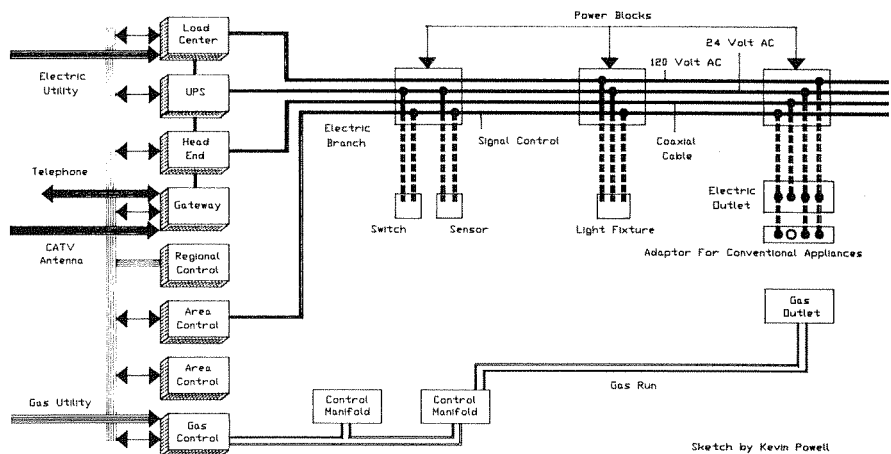 Power Blocks
Load
Center
24 Volt AC
120 Volt AC
Electric
Utility
UPS
Head
End
Electric
Branch
Signal Control
Coaxial
Cable
Telephone
Gateway
Electric
Outlet
Switch
Sensor
Light Fixture
CATV
Antenna
Adaptor For Conventional Appliances
Regional
Control
Area
Control
Gas
Outlet
Area
Control
Gas Run
Gas Utility
Control
Manifold
Control
Manifold
Gas
Control
Sketch by Kevin Powell